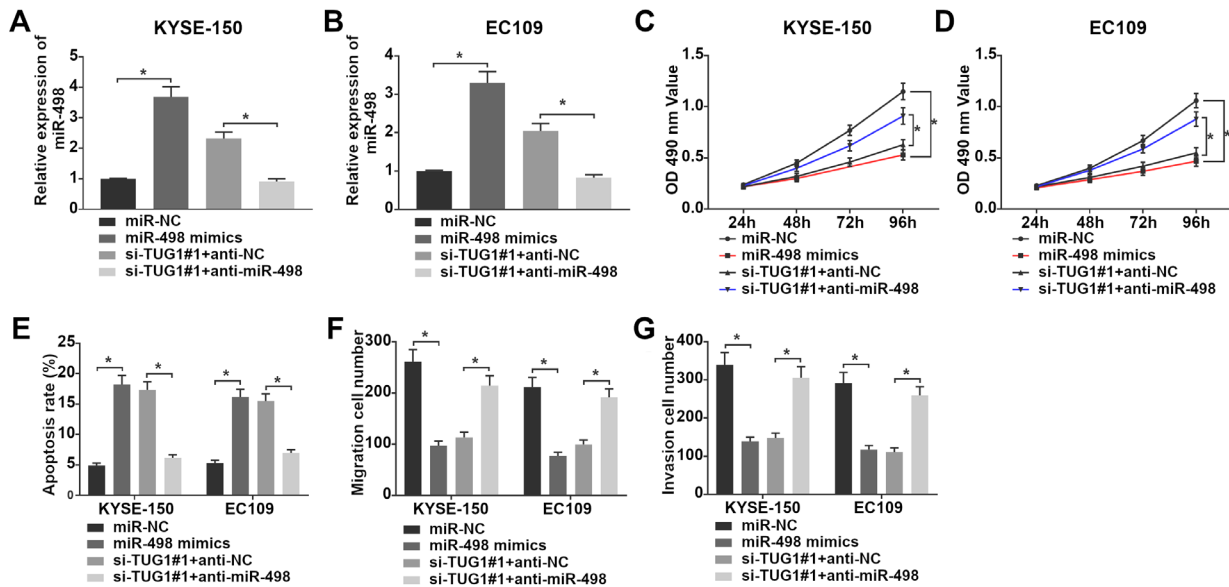 A
KYSE-150
Relative expression of
miR-498
5
4
3
2
1
0
*
*
miR-NC
miR-498 mimics
si-TUG1#1+anti-NC
si-TUG1#1+anti-miR-498
B
EC109
Relative expression of
miR-498
4
3
2
1
0
*
*
miR-NC
miR-498 mimics
si-TUG1#1+anti-NC
si-TUG1#1+anti-miR-498
C
KYSE-150
OD 490 nm Value
1.5
1.0
0.5
0.0
24h 48h 72h 96h
*
*
miR-NC
miR-498 mimics
si-TUG1#1+anti-NC
si-TUG1#1+anti-miR-498
D
EC109
OD 490 nm Value
1.5
1.0
0.5
0.0
24h 48h 72h 96h
*
*
miR-NC
miR-498 mimics
si-TUG1#1+anti-NC
si-TUG1#1+anti-miR-498
E
Apoptosis rate (%)
25
20
15
10
5
0
* *
* *
KYSE-150 EC109
miR-NC
miR-498 mimics
si-TUG1#1+anti-NC
si-TUG1#1+anti-miR-498
F
Migration cell number
300
200
100
0
* *
* *
KYSE-150 EC109
miR-NC
miR-498 mimics
si-TUG1#1+anti-NC
si-TUG1#1+anti-miR-498
G
Invasion cell number
400
300
200
100
0
* *
* *
KYSE-150 EC109
miR-NC
miR-498 mimics
si-TUG1#1+anti-NC
si-TUG1#1+anti-miR-498